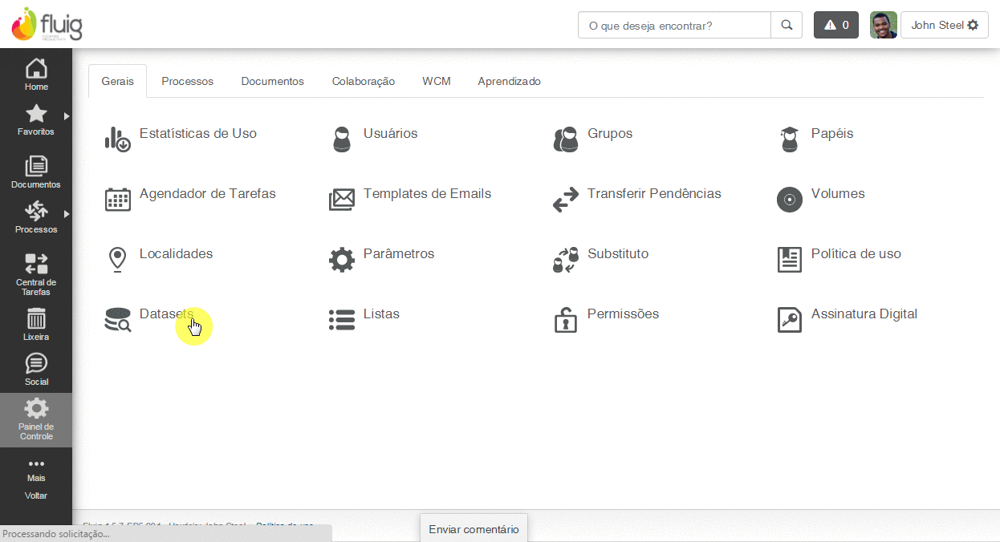 fluig
O que deseja encontrar?
0
John Steel
Home
Favoritos
Documentos
Processos
Central de
Tarefas
Lixeira
Social
Painel de
Controle
Mais
Voltar
Gerais Processos Documentos Colaboração WCM Aprendizado
Estatísticas de Uso Usuários Grupos Papéis
Agendador de Tarefas Templates de Emails Transferir Pendências Volumes
Localidades Parâmetros Substituto Política de uso
Datasets Listas Permissões Assinatura Digital
Processando solicitação...
Enviar comentário